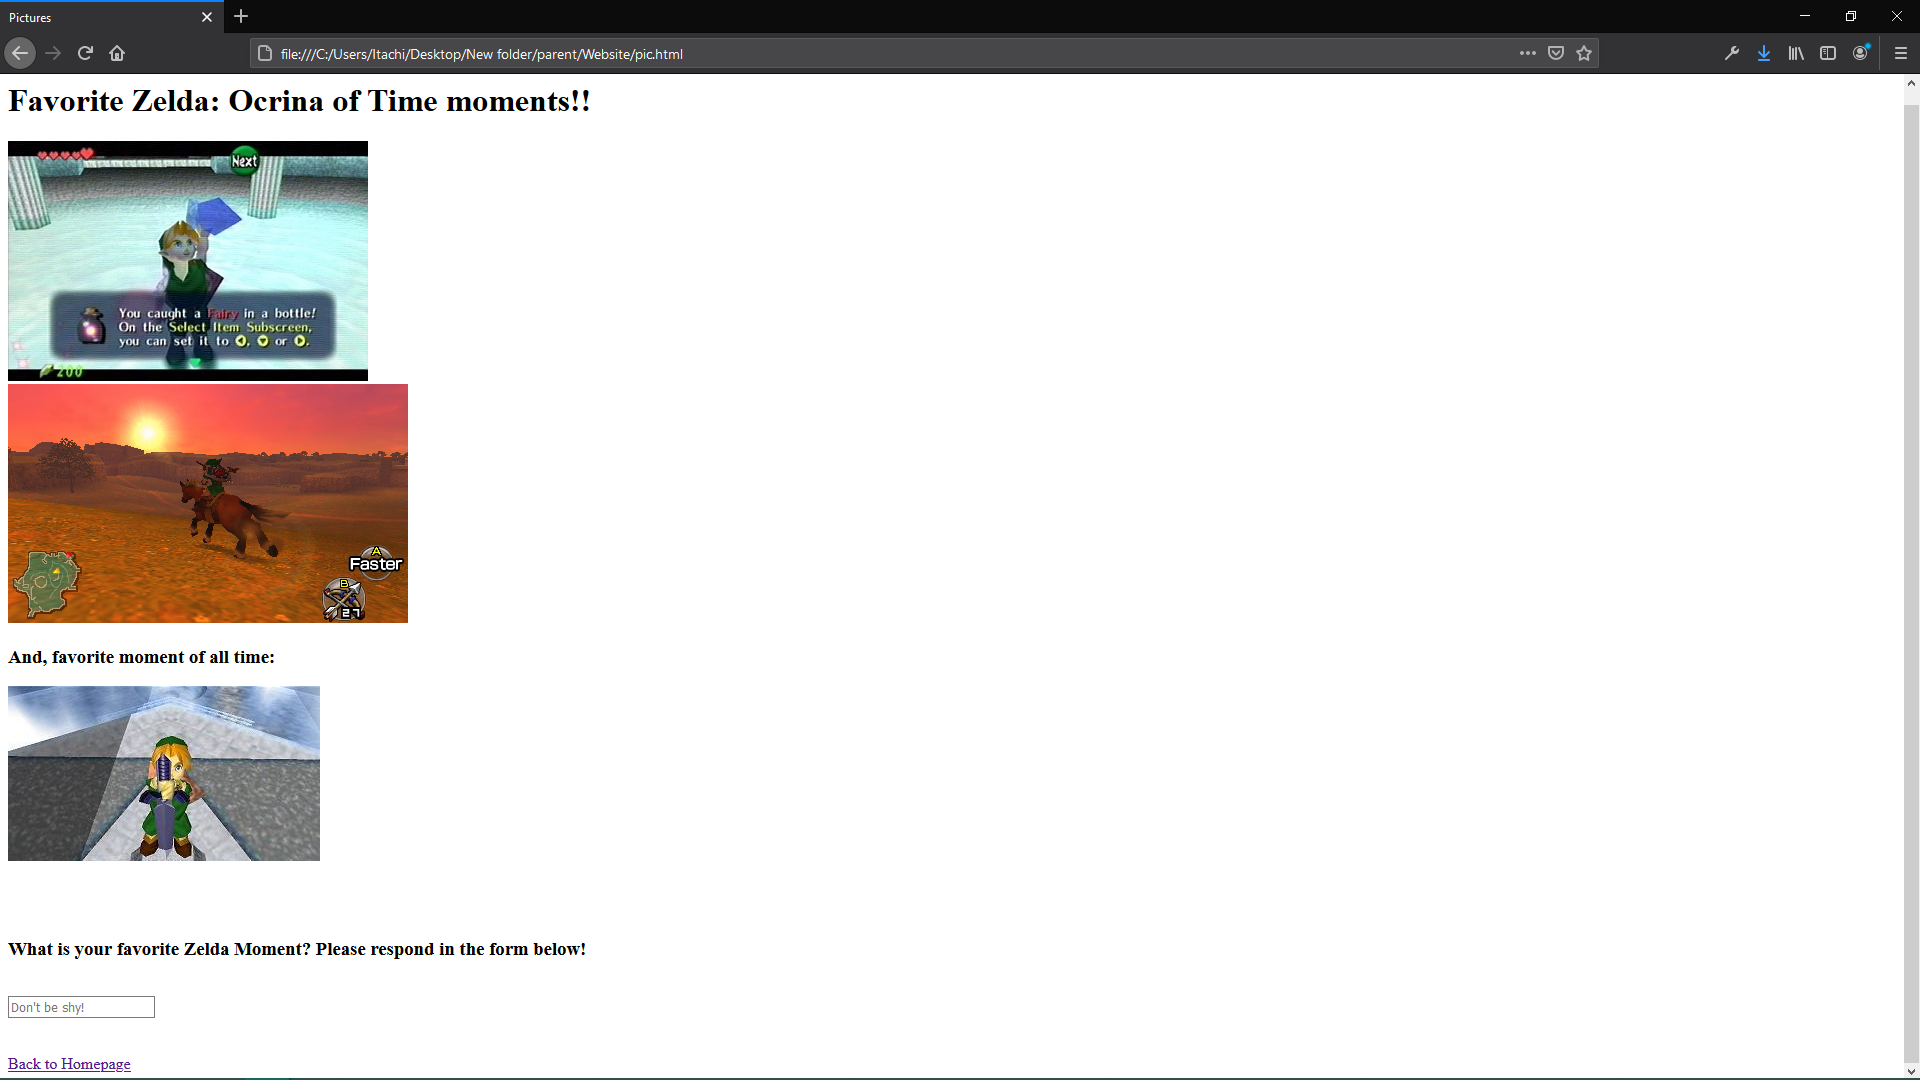 Pictures
file:///C:/Users/Itachi/Desktop/New folder/parent/Website/pic.html
Favorite Zelda: Ocrina of Time moments!!
Next
You caught a Fairy in a bottle!
On the Select Item Subscreen,
you can set it to
or
200
A
Faster
B
27
And, favorite moment of all time:
What is your favorite Zelda Moment? Please respond in the form below!
Don't be shy!
Back to Homepage